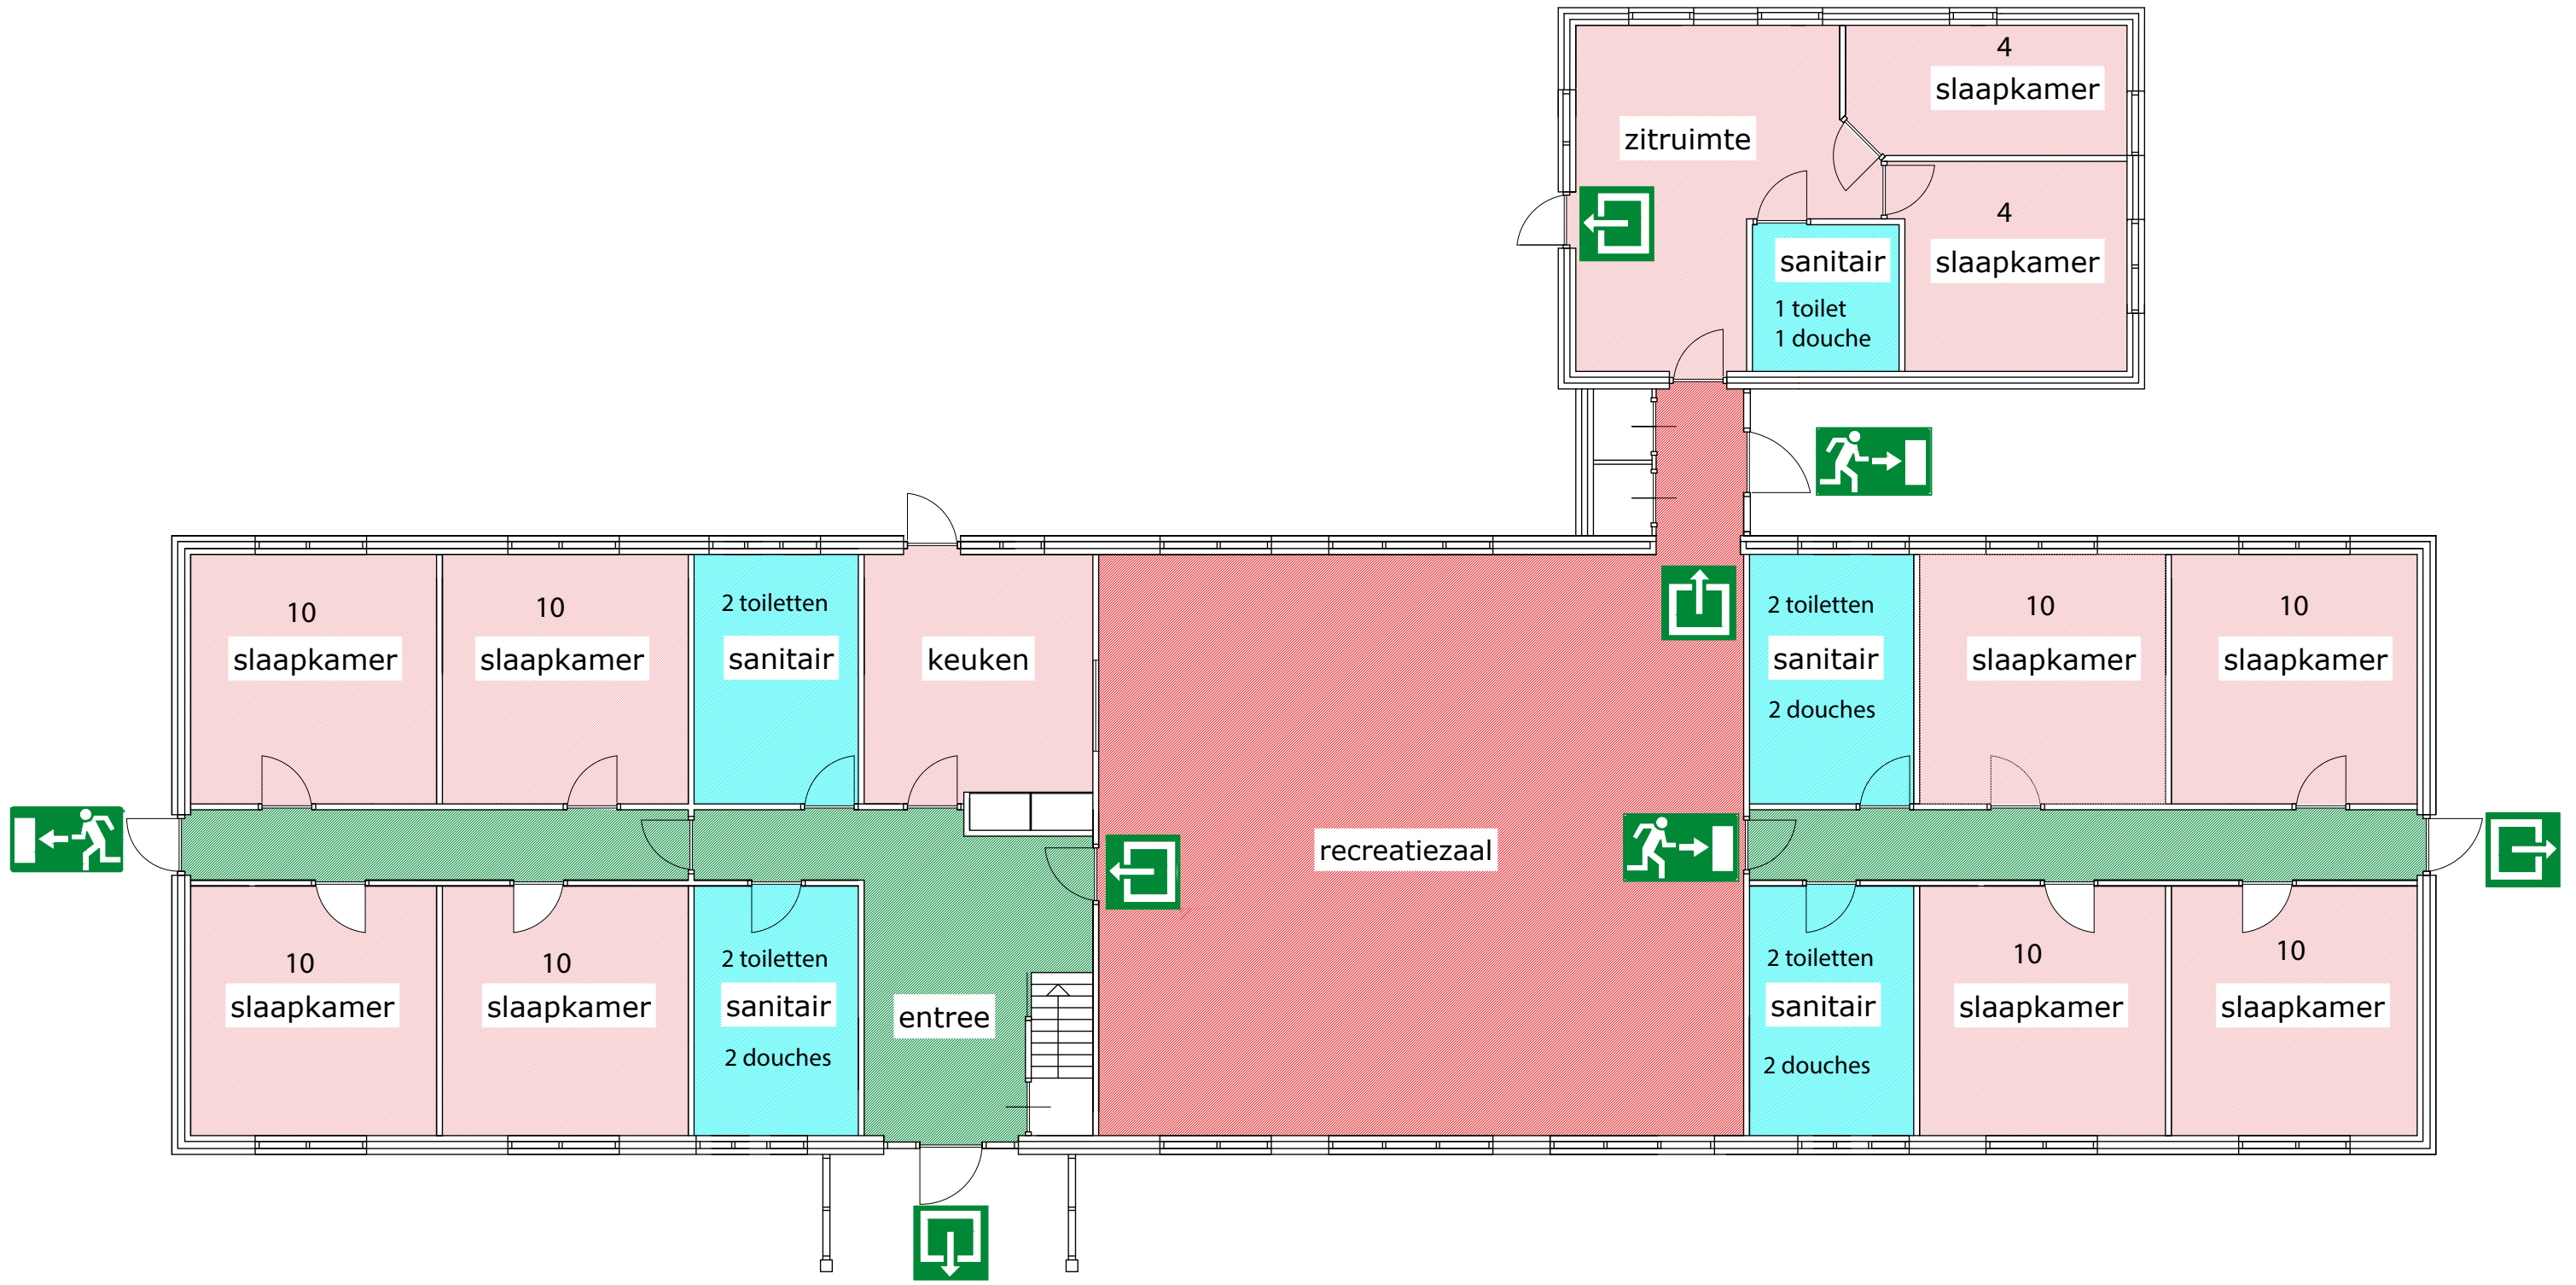 4
slaapkamer
zitruimte
4
slaapkamer
sanitair
1 toilet
1 douche
10
slaapkamer
10
slaapkamer
2 toiletten
sanitair
keuken
2 toiletten
sanitair
2 douches
10
slaapkamer
10
slaapkamer
recreatiezaal
10
slaapkamer
10
slaapkamer
2 toiletten
sanitair
2 douches
entree
2 toiletten
sanitair
2 douches
10
slaapkamer
10
slaapkamer